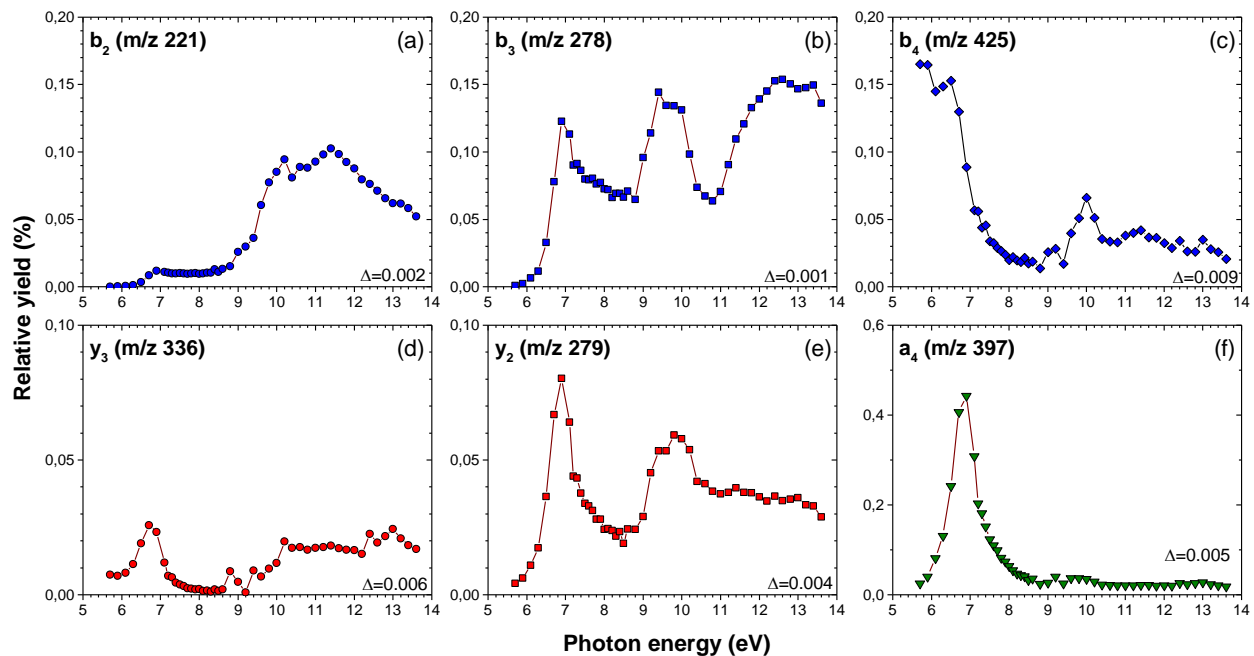 b2 (m/z 221) (a)
b3 (m/z 278) (b)
b4 (m/z 425) (c)
0,20
0,15
0,10
0,05
0,00
0,20
0,15
0,10
0,05
0,00
0,20
0,15
0,10
0,05
0,00
Δ=0.002
Δ=0.001
Δ=0.009
5 6 7 8 9 10 11 12 13 14
5 6 7 8 9 10 11 12 13 14
5 6 7 8 9 10 11 12 13 14
Relative yield (%)
y3 (m/z 336) (d)
y2 (m/z 279) (e)
a4 (m/z 397) (f)
0,10
0,05
0,00
0,10
0,05
0,00
0,6
0,4
0,2
0,0
Δ=0.006
Δ=0.004
Δ=0.005
5 6 7 8 9 10 11 12 13 14
5 6 7 8 9 10 11 12 13 14
5 6 7 8 9 10 11 12 13 14
Photon energy (eV)